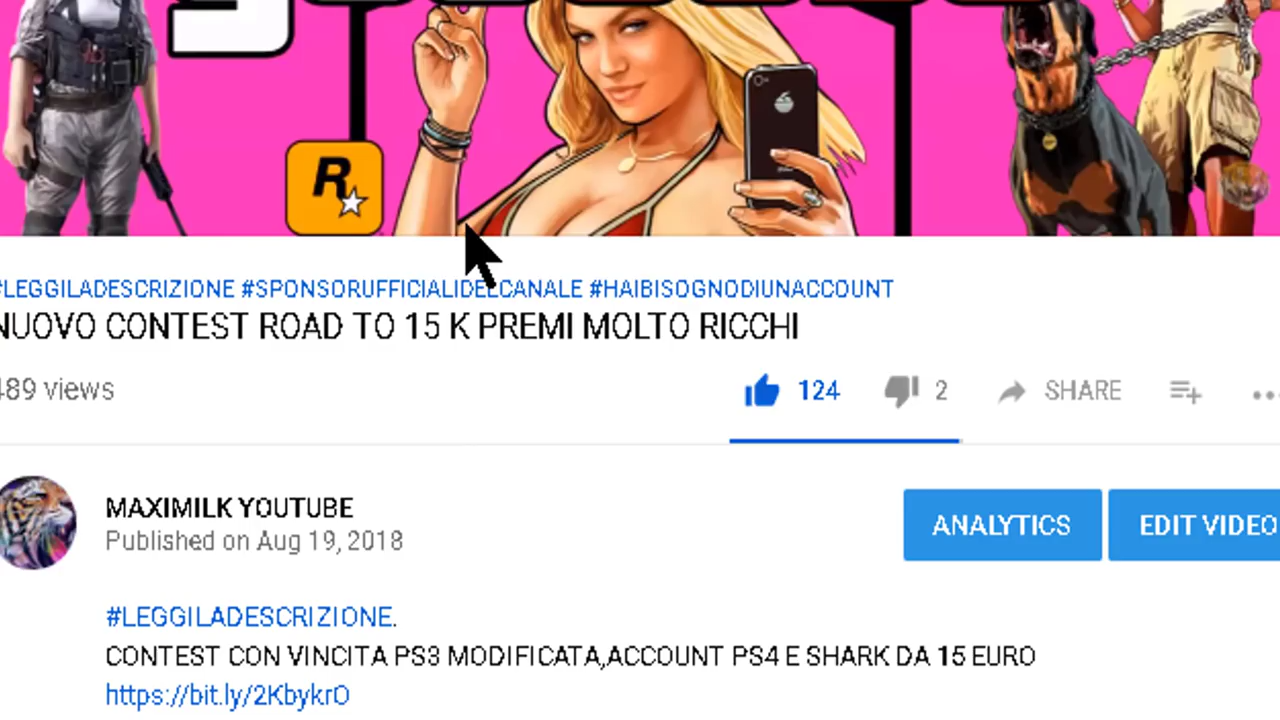 R
#LEGGILADESCRIZIONE #SPONSORUFFICIALIDELCANALE #HAIBISOGNODIUNACCOUNT
NUOVO CONTEST ROAD TO 15 K PREMI MOLTO RICCHI
489 views
124
2
SHARE
MAXIMILK YOUTUBE
Published on Aug 19, 2018
ANALYTICS
EDIT VIDEO
#LEGGILADESCRIZIONE.
CONTEST CON VINCITA PS3 MODIFICATA,ACCOUNT PS4 E SHARK DA 15 EURO
https://bit.ly/2KbykrO